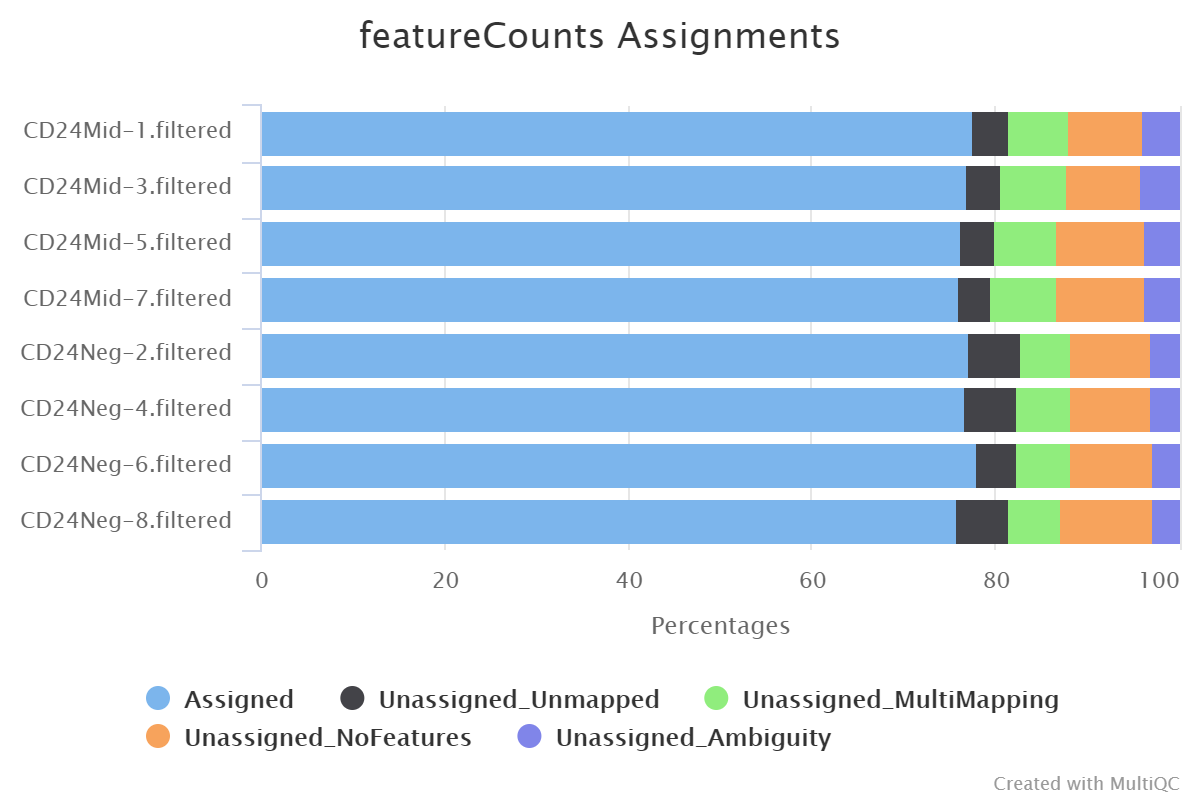 featureCounts Assignments
CD24Mid-1.filtered
CD24Mid-3.filtered
CD24Mid-5.filtered
CD24Mid-7.filtered
CD24Neg-2.filtered
CD24Neg-4.filtered
CD24Neg-6.filtered
CD24Neg-8.filtered
0 20 40 60 80 100
Percentages
Assigned Unassigned_Unmapped Unassigned_MultiMapping
Unassigned_NoFeatures Unassigned_Ambiguity
Created with MultiQC